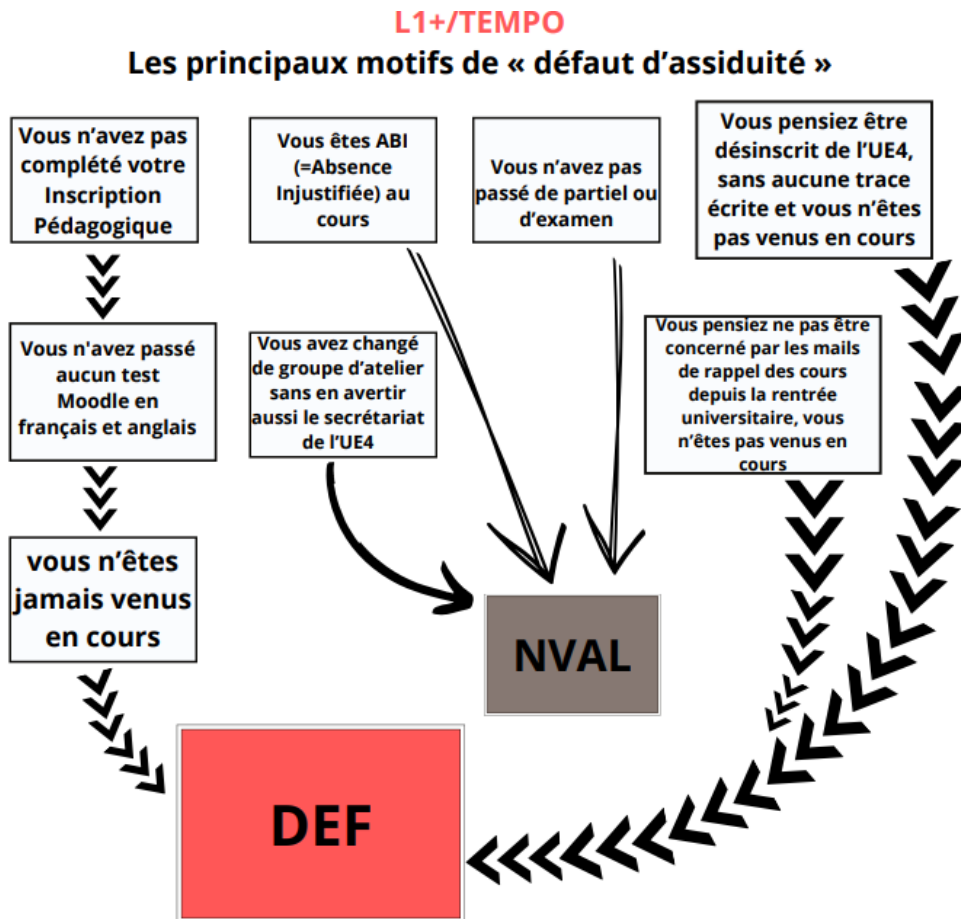 L1+/TEMPO
Les principaux motifs de « défaut d’assiduité »
Vous n’avez pas
complété votre
Inscription
Pédagogique
Vous êtes ABI
(=Absence
Injustifiée) au
cours
Vous n’avez pas
passé de partiel ou
d’examen
Vous pensiez être
désinscrit de l’UE4,
sans aucune trace
écrite et vous n’êtes
pas venus en cours
Vous n'avez passé
aucun test
Moodle en
français et anglais
Vous avez changé
de groupe d’atelier
sans en avertir
aussi le secrétariat
de l’UE4
Vous pensiez ne pas être
concerné par les mails
de rappel des cours
depuis la rentrée
universitaire, vous
n’êtes pas venus en
cours
vous n’êtes
jamais venus
en cours
NVAL
DEF